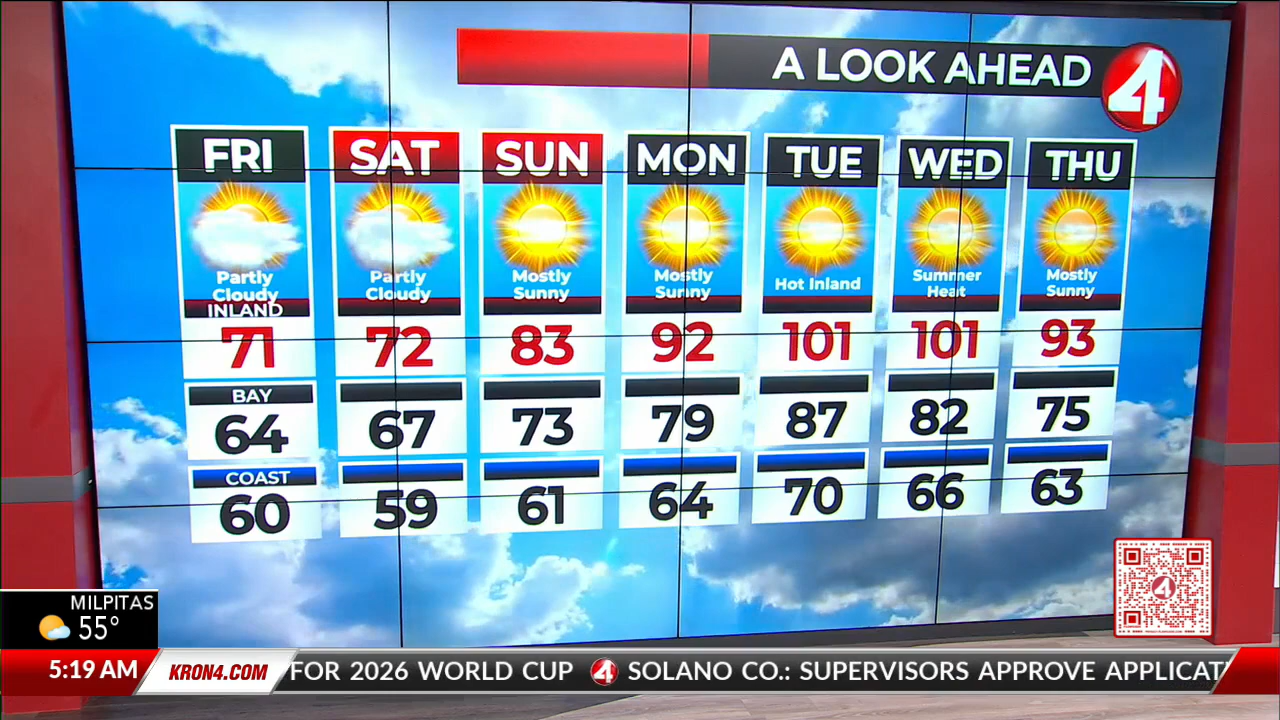 A LOOK AHEAD
4
FRI SAT SUN MON TUE WED THU
Partly Cloudy
Partly Cloudy
Mostly Sunny
Mostly Sunny
Hot Inland
Summer Heat
Mostly Sunny
INLAND
71 72 83 92 101 101 93
BAY
64 67 73 79 87 82 75
COAST
60 59 61 64 70 66 63
MILPITAS
55°
5:19 AM KRON4.COM FOR 2026 WORLD CUP 4 SOLANO CO.: SUPERVISORS APPROVE APPLICAT